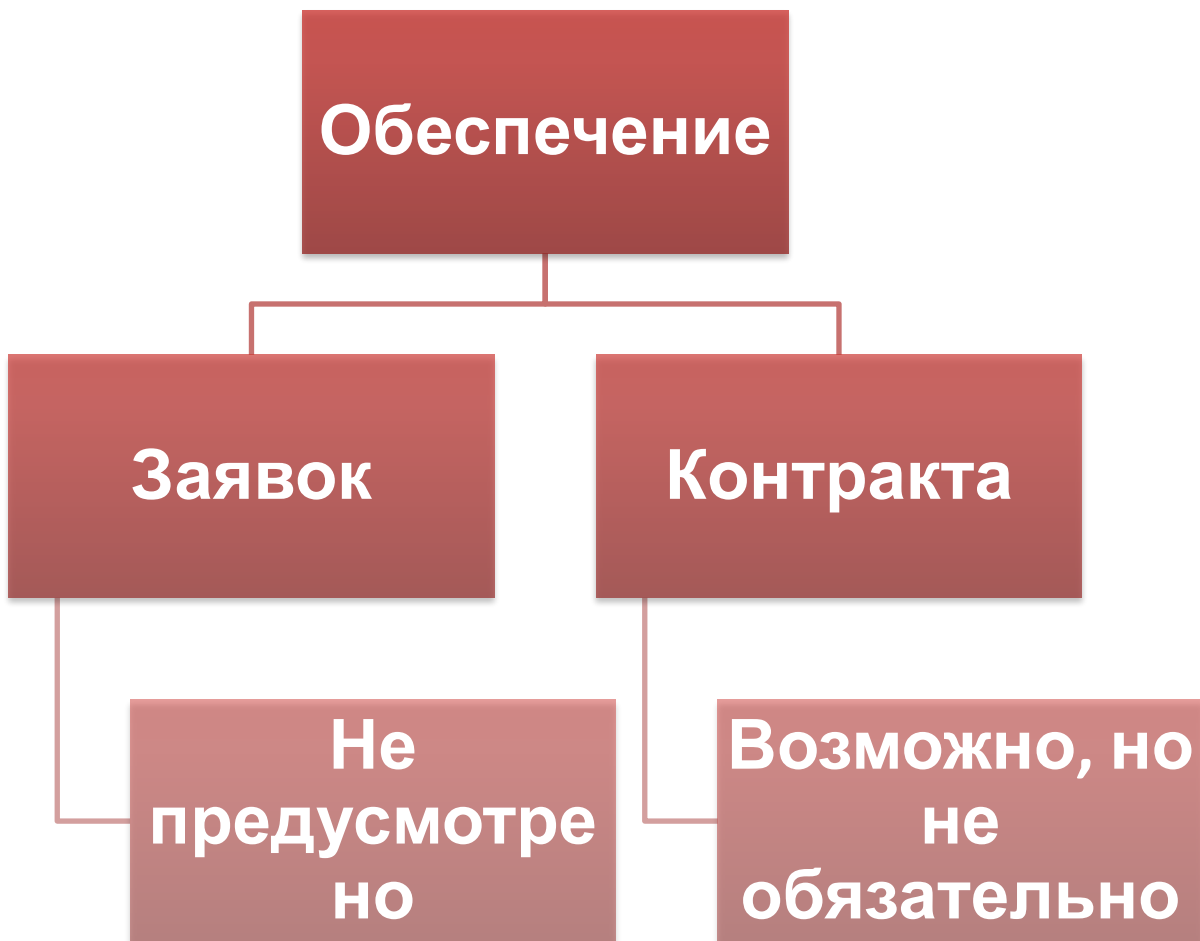 Обеспечение
Заявок
Контракта
Не
предусмотре
но
Возможно, но
не
обязательно